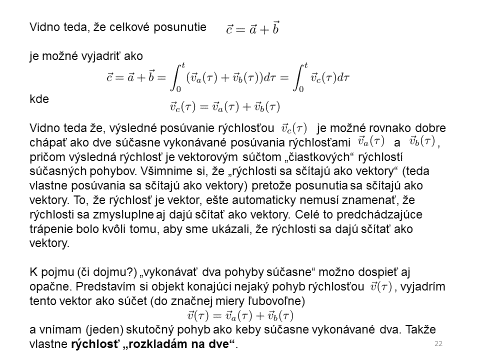 Vidno teda, že celkové posunutie $\vec{c} = \vec{a} + \vec{b}$
je možné vyjadriť ako
$\vec{c} = \vec{a} + \vec{b} = \int_0^t (\vec{v}_a(\tau) + \vec{v}_b(\tau))d\tau = \int_0^t \vec{v}_c(\tau)d\tau$
kde
$\vec{v}_c(\tau) = \vec{v}_a(\tau) + \vec{v}_b(\tau)$
Vidno teda že, výsledné posúvanie rýchlosťou $\vec{v}_c(\tau)$ je možné rovnako dobre
chápať ako dve súčasne vykonávané posúvania rýchlosťami $\vec{v}_a(\tau)$ a $\vec{v}_b(\tau)$,
pričom výsledná rýchlosť je vektorovým súčtom „čiastkových“ rýchlostí
súčasných pohybov. Všimnime si, že „rýchlosti sa sčítajú ako vektory“ (teda
vlastne posúvania sa sčítajú ako vektory) pretože posunutia sa sčítajú ako
vektory. To, že rýchlosť je vektor, ešte automaticky nemusí znamenať, že
rýchlosti sa zmysluplne aj dajú sčítať ako vektory. Celé to predchádzajúce
trápenie bolo kvôli tomu, aby sme ukázali, že rýchlosti sa dajú sčítať ako
vektory.
K pojmu (či dojmu?) „vykonávať dva pohyby súčasne“ možno dospieť aj
opačne. Predstavím si objekt konajúci nejaký pohyb rýchlosťou $\vec{v}(\tau)$, vyjadrím
tento vektor ako súčet (do značnej miery ľubovoľne)
$\vec{v}(\tau) = \vec{v}_a(\tau) + \vec{v}_b(\tau)$
a vnímam (jeden) skutočný pohyb ako keby súčasne vykonávané dva. Takže
vlastne rýchlosť „rozkladám na dve“.
22